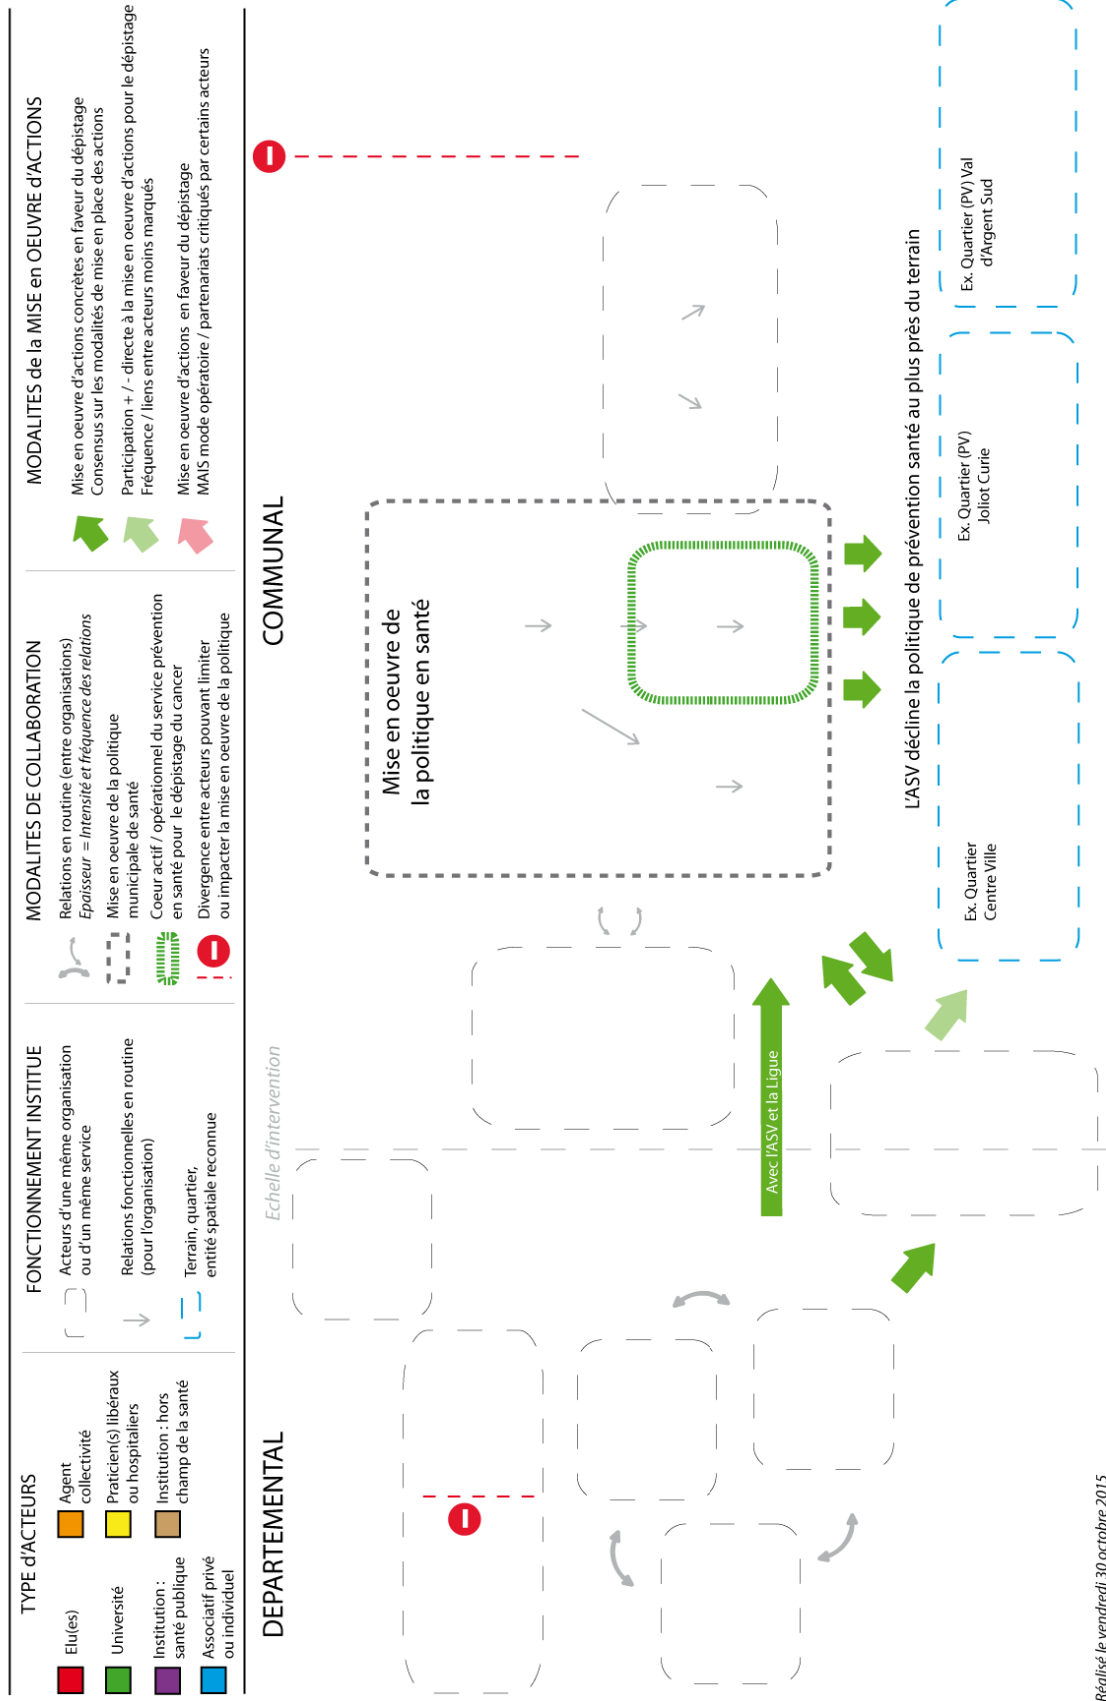 TYPE d'ACTEURS
Elu(es)
Université
Institution :
santé publique
Associatif privé
ou individuel
Agent
collectivité
Praticien(s) libéraux
ou hospitaliers
Institution : hors
champ de la santé
FONCTIONNEMENT INSTITUE
Acteurs d'une même organisation
ou d'un même service
Relations fonctionnelles en routine
(pour l'organisation)
Terrain, quartier,
entité spatiale reconnue
MODALITES DE COLLABORATION
Relations en routine (entre organisations)
Epaisseur = Intensité et fréquence des relations
Mise en oeuvre de la politique
municipale de santé
Coeur actif / opérationnel du service prévention
en santé pour le dépistage du cancer
Divergence entre acteurs pouvant limiter
ou impacter la mise en oeuvre de la politique
MODALITES de la MISE en OEUVRE d'ACTIONS
Mise en oeuvre d'actions concrètes en faveur du dépistage
Consensus sur les modalités de mise en place des actions
Participation + / - directe à la mise en oeuvre d'actions pour le dépistage
Fréquence / liens entre acteurs moins marqués
Mise en oeuvre d'actions en faveur du dépistage
MAIS mode opératoire / partenariats critiqués par certains acteurs
DEPARTEMENTAL
Echelle d'intervention
COMMUNAL
Mise en oeuvre de
la politique en santé
Avec l'ASV et la Ligue
L'ASV décline la politique de prévention santé au plus près du terrain
Ex. Quartier
Centre Ville
Ex. Quartier (PV)
Joliot Curie
Ex. Quartier (PV) Val
d'Argent Sud
Réalisé le vendredi 30 octobre 2015